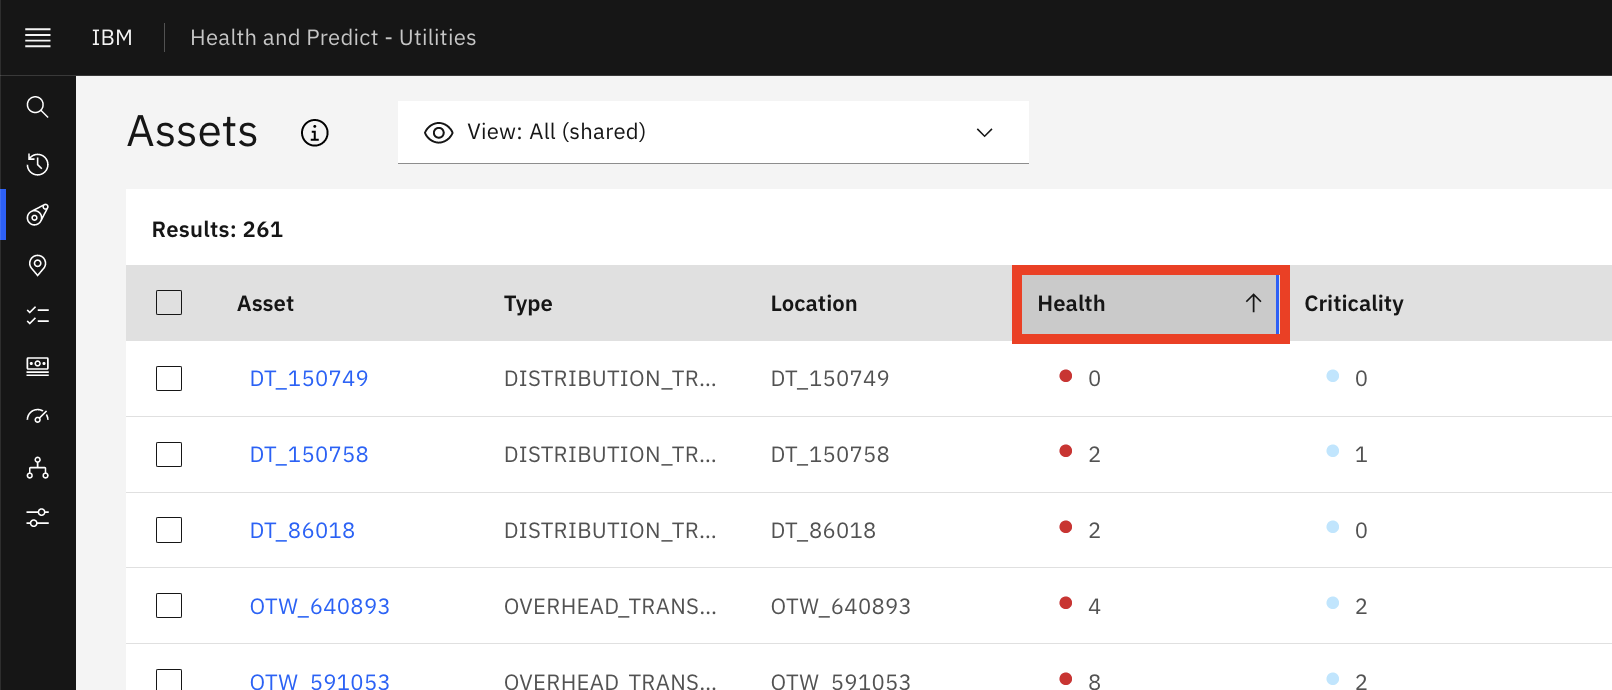 IBM Health and Predict - Utilities
Assets View: All (shared)
Results: 261
Asset Type Location Health Criticality
DT_150749 DISTRIBUTION_TR... DT_150749 0 0
DT_150758 DISTRIBUTION_TR... DT_150758 2 1
DT_86018 DISTRIBUTION_TR... DT_86018 2 0
OTW_640893 OVERHEAD_TRANS... OTW_640893 4 2
OTW_591053 OVERHEAD_TRANS... OTW_591053 8 2